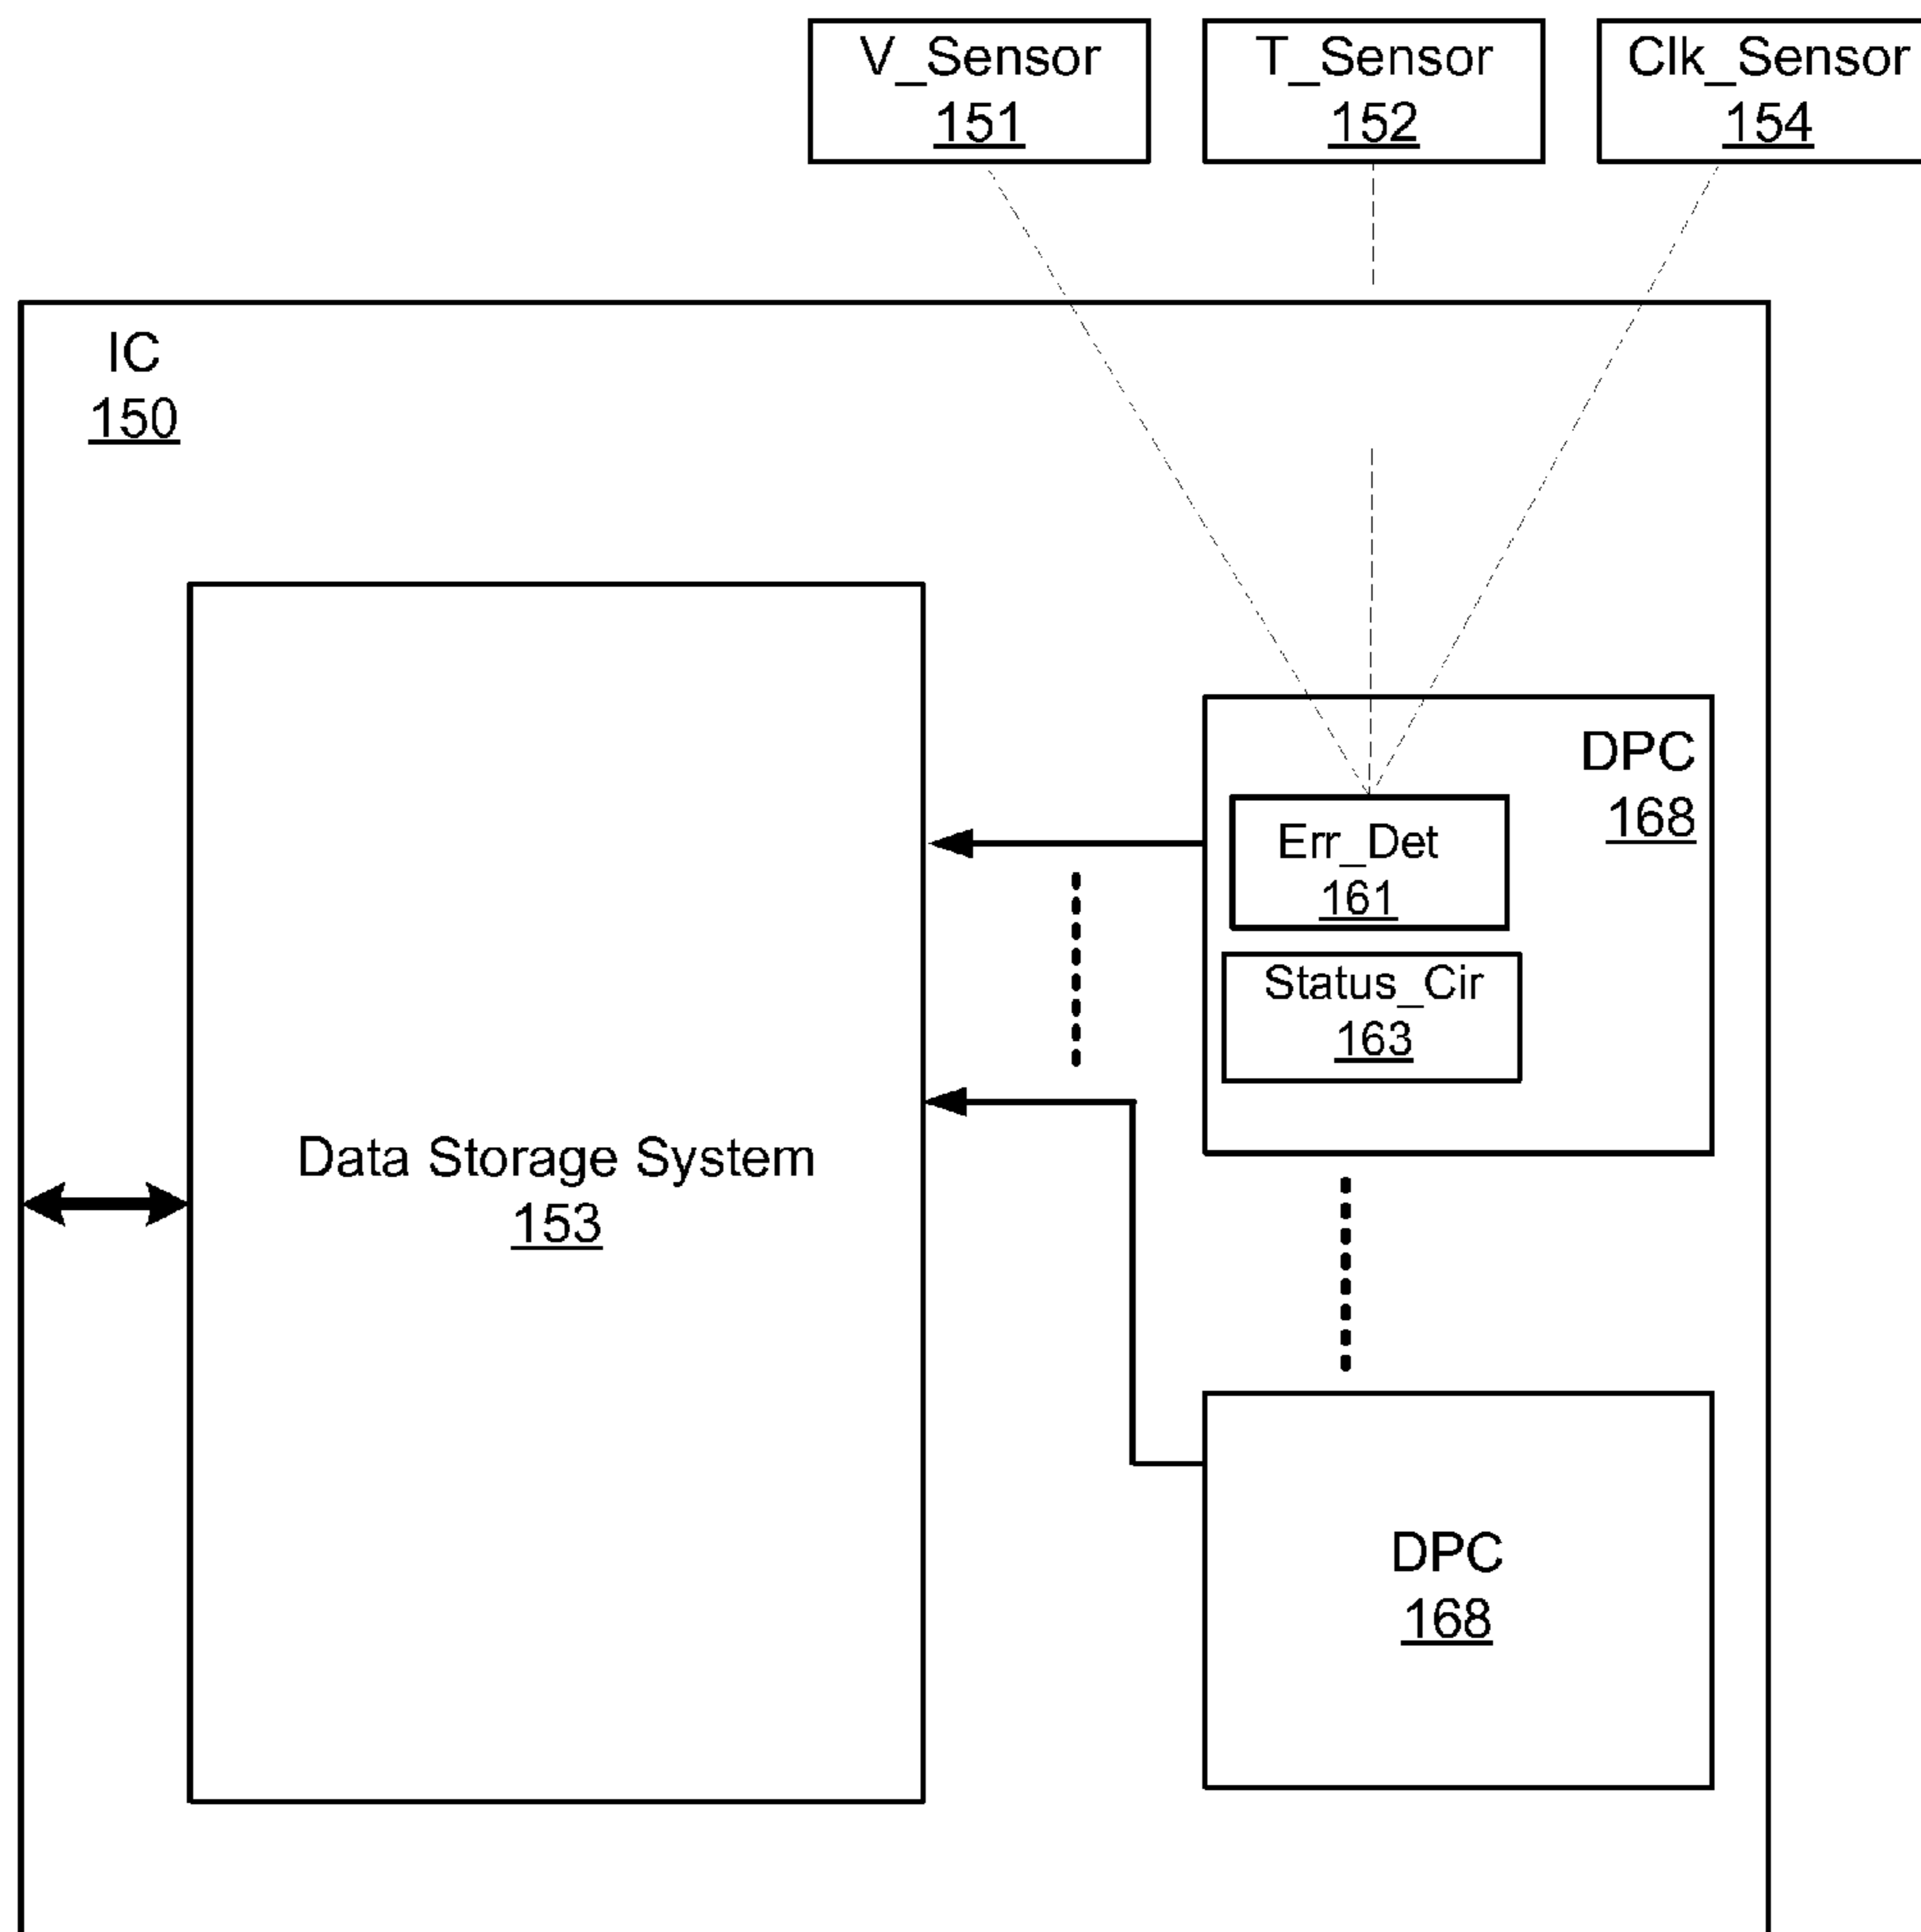 V_Sensor
151
T_Sensor
152
Clk_Sensor
154
IC
150
DPC
168
Err_Det
161
Status_Cir
163
Data Storage System
153
DPC
168